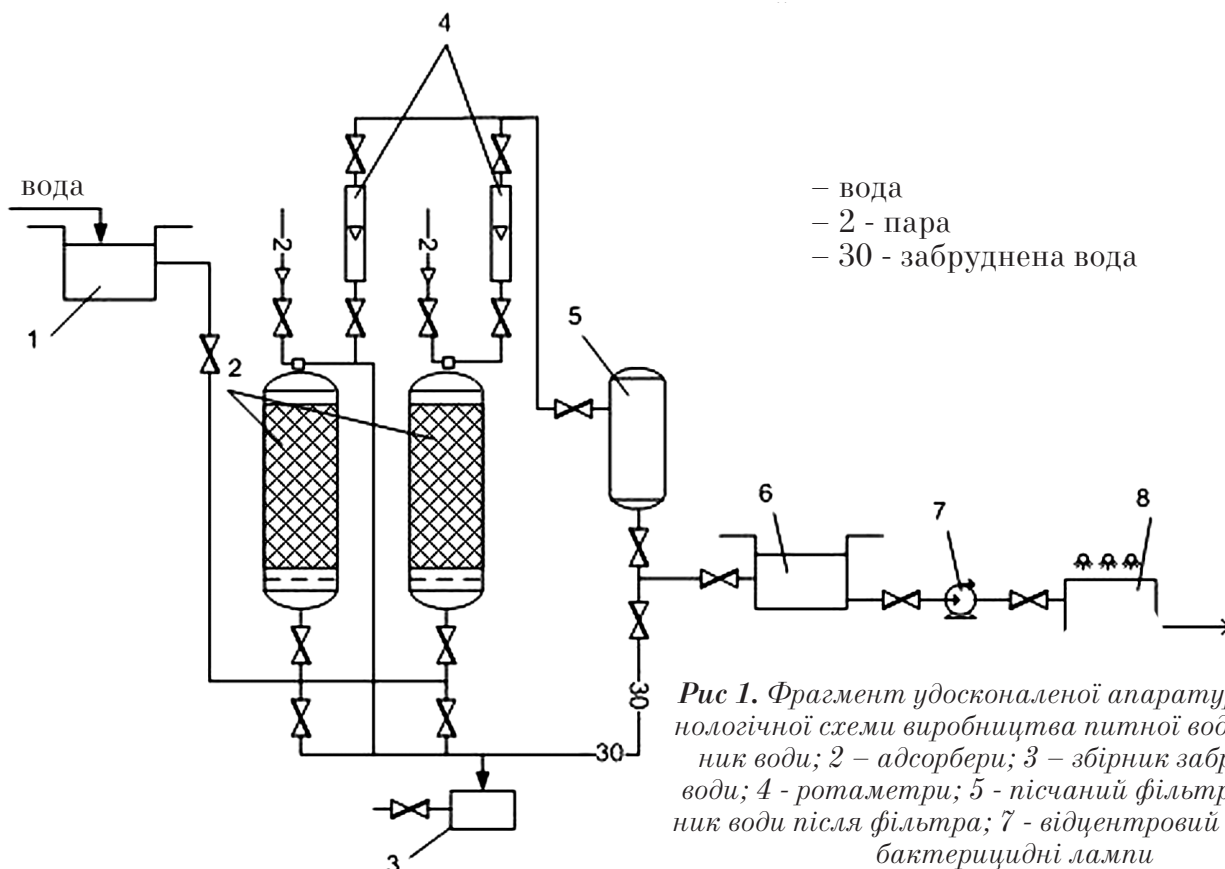 4
вода
– вода
– 2 - пара
– 30 - забруднена вода
2
2
1
2
5
6
7
8
30
30
3
Рис 1. Фрагмент удосконаленої апарату
нологічної схеми виробництва питної вод
ник води; 2 – адсорбери; 3 – збірник забр
води; 4 - ротаметри; 5 - пісчаний фільтр
ник води після фільтра; 7 - відцентровий
бактерицидні лампи